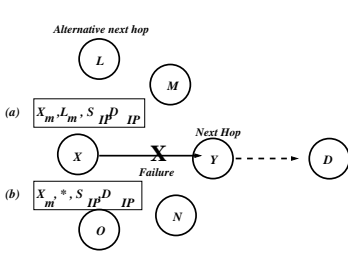 Alternative next hop
L
M
(a) X_m, L_m, S_IP D_IP
Next Hop
X X Y D
Failure
(b) X_m, *, S_IP, D_IP
N
O